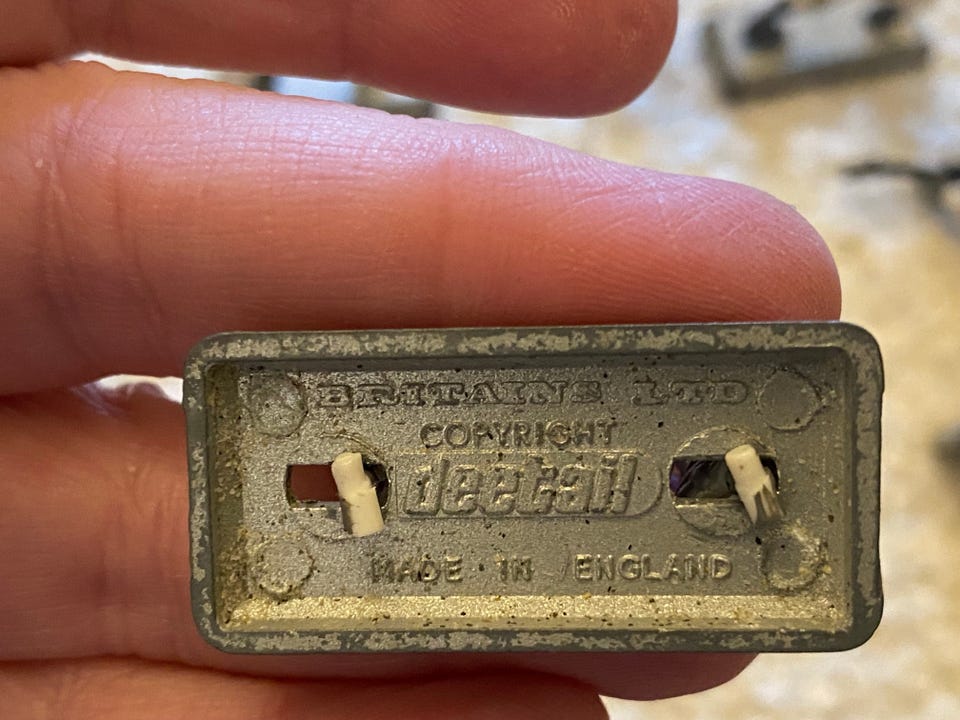 BRITAINS LTD
COPYRIGHT
deetail
MADE IN ENGLAND